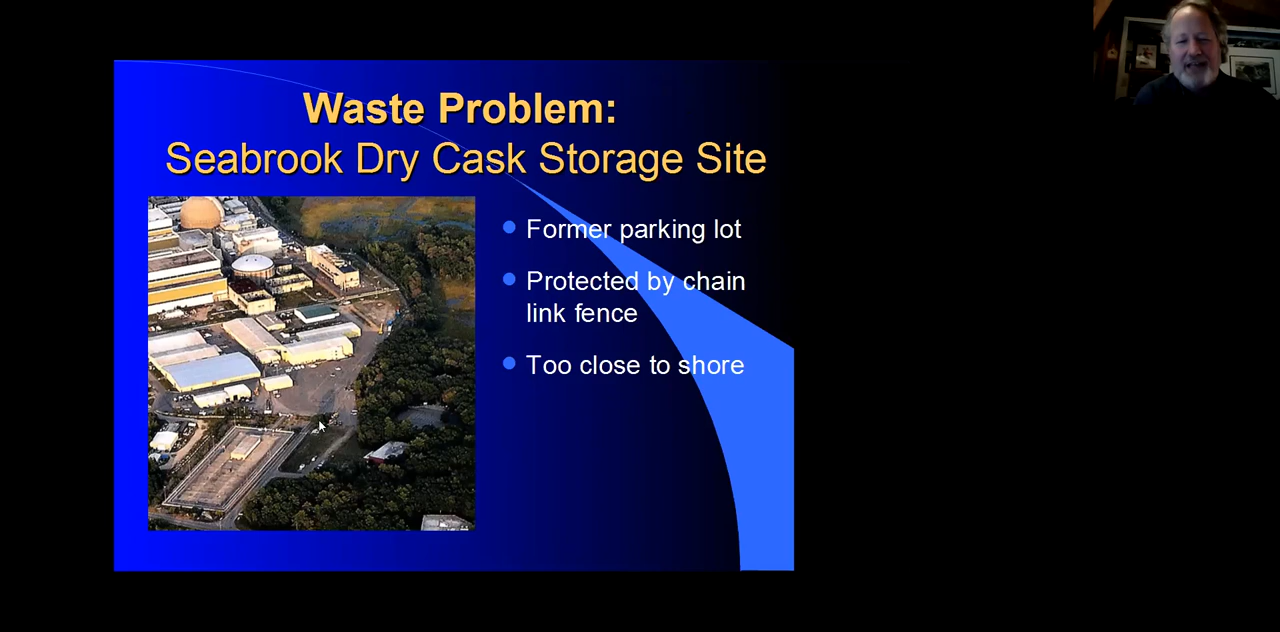 Waste Problem:
Seabrook Dry Cask Storage Site
Former parking lot
Protected by chain
link fence
Too close to shore